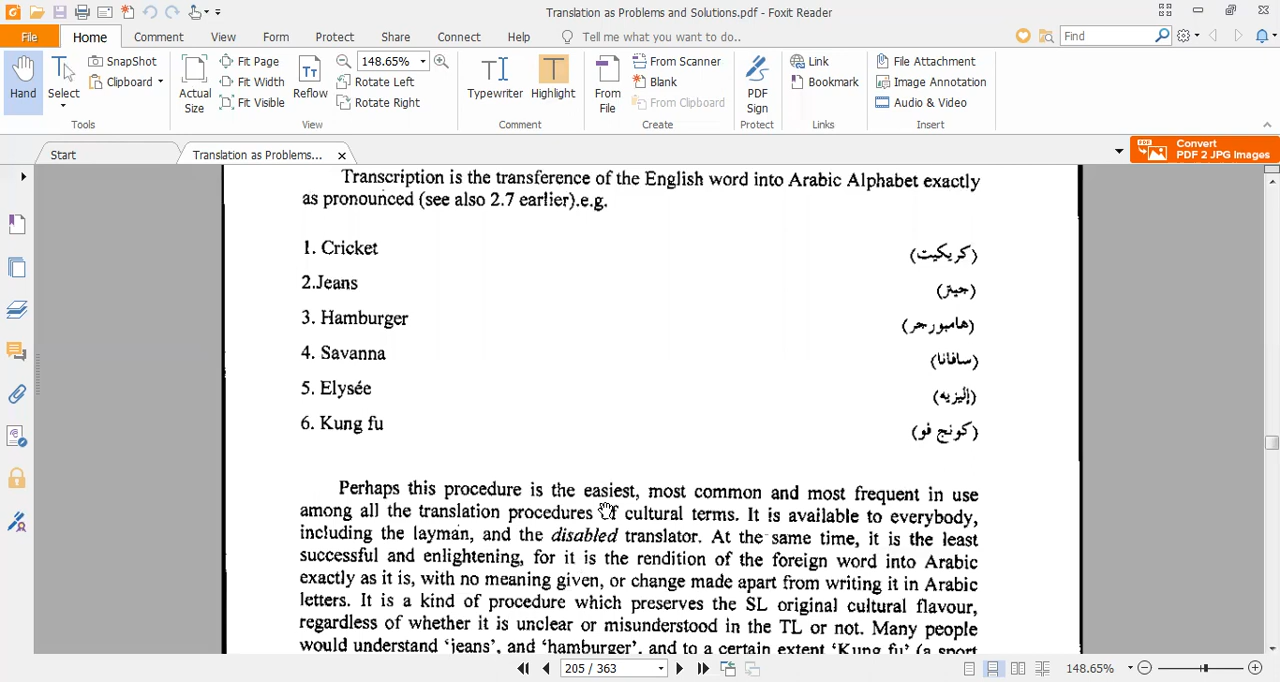 Translation as Problems and Solutions.pdf - Foxit Reader
File Home Comment View Form Protect Share Connect Help Tell me what you want to do.. Find
Hand
Select
SnapShot
Clipboard
Actual Size
Fit Page
Fit Width
Fit Visible
Reflow
148.65%
Rotate Left
Rotate Right
Typewriter
Highlight
From File
From Scanner
Blank
From Clipboard
PDF Sign
Link
Bookmark
File Attachment
Image Annotation
Audio & Video
Tools View Comment Create Protect Links Insert
Start
Translation as Problems...
Convert
PDF 2 JPG Images
Transcription is the transference of the English word into Arabic Alphabet exactly
as pronounced (see also 2.7 earlier).e.g.
1. Cricket (كريكيت)
2.Jeans (جينز)
3. Hamburger (هامبورجر)
4. Savanna (سافانا)
5. Elysée (إليزيه)
6. Kung fu (كونج فو)
Perhaps this procedure is the easiest, most common and most frequent in use
among all the translation procedures of cultural terms. It is available to everybody,
including the layman, and the disabled translator. At the same time, it is the least
successful and enlightening, for it is the rendition of the foreign word into Arabic
exactly as it is, with no meaning given, or change made apart from writing it in Arabic
letters. It is a kind of procedure which preserves the SL original cultural flavour,
regardless of whether it is unclear or misunderstood in the TL or not. Many people
would understand 'jeans', and 'hamburger', and to a certain extent 'Kung fu' (a sport
205 / 363
148.65%